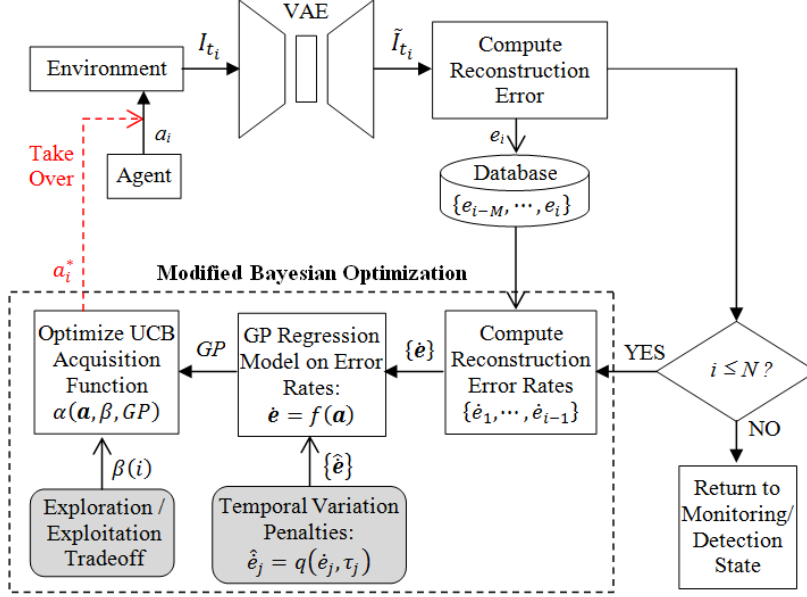 VAE
I_{t_i}
Ĩ_{t_i}
Environment
Compute
Reconstruction
Error
a_i
e_i
Take
Over
Agent
Database
{e_{i−M}, ⋯, e_i}
a_i^*
Modified Bayesian Optimization
Optimize UCB
Acquisition
Function
α(a, β, GP)
GP
GP Regression
Model on Error
Rates:
ė = f(a)
{ė}
Compute
Reconstruction
Error Rates
{ė_1, ⋯, ė_{i−1}}
YES
i ≤ N ?
NO
β(i)
{ė̂}
Exploration /
Exploitation
Tradeoff
Temporal Variation
Penalties:
ė̂_j = q(ė_j, τ_j)
Return to
Monitoring/
Detection
State